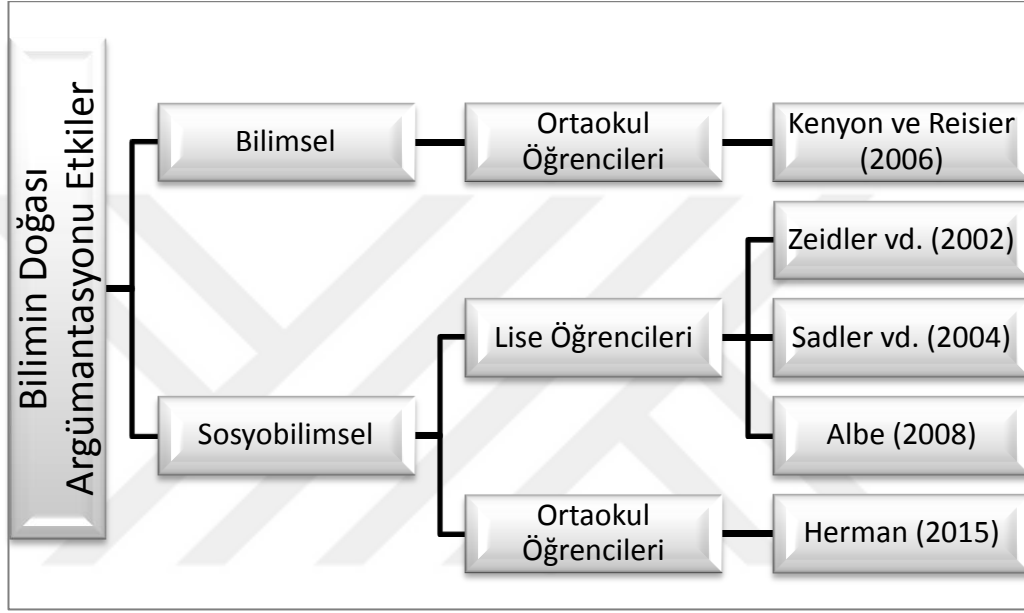 Bilimin Doğası
Argümantasyonu Etkiler
Bilimsel
Ortaokul
Öğrencileri
Kenyon ve Reisier
(2006)
Sosyobilimsel
Lise Öğrencileri
Zeidler vd. (2002)
Sadler vd. (2004)
Albe (2008)
Ortaokul
Öğrencileri
Herman (2015)